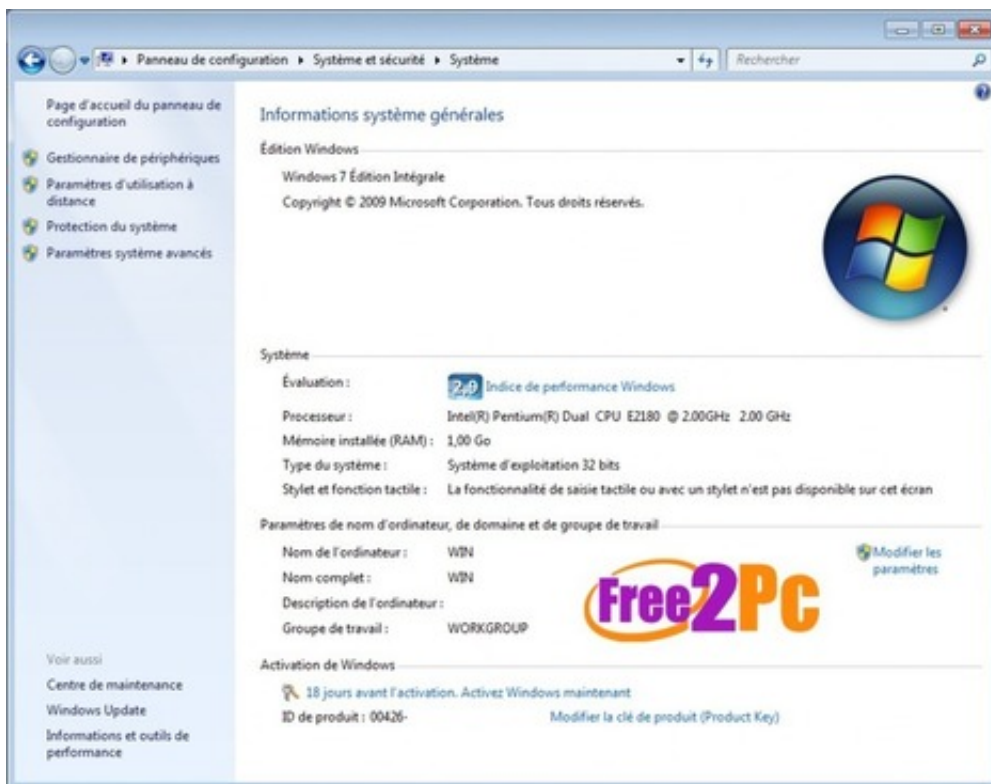 Panneau de configuration ▸ Système et sécurité ▸ Système
Rechercher
Page d'accueil du panneau de
configuration
Gestionnaire de périphériques
Paramètres d'utilisation à
distance
Protection du système
Paramètres système avancés
Voir aussi
Centre de maintenance
Windows Update
Informations et outils de
performance
Informations système générales
Édition Windows
Windows 7 Édition Intégrale
Copyright © 2009 Microsoft Corporation. Tous droits réservés.
Système
Évaluation :
2,9 Indice de performance Windows
Processeur :
Intel(R) Pentium(R) Dual CPU E2180 @ 2.00GHz 2.00 GHz
Mémoire installée (RAM) :
1,00 Go
Type du système :
Système d'exploitation 32 bits
Stylet et fonction tactile :
La fonctionnalité de saisie tactile ou avec un stylet n'est pas disponible sur cet écran
Paramètres de nom d'ordinateur, de domaine et de groupe de travail
Nom de l'ordinateur :
WIN
Nom complet :
WIN
Description de l'ordinateur :
Groupe de travail :
WORKGROUP
Modifier les
paramètres
Free2Pc
Activation de Windows
18 jours avant l'activation. Activez Windows maintenant
ID de produit : 00426-
Modifier la clé de produit (Product Key)